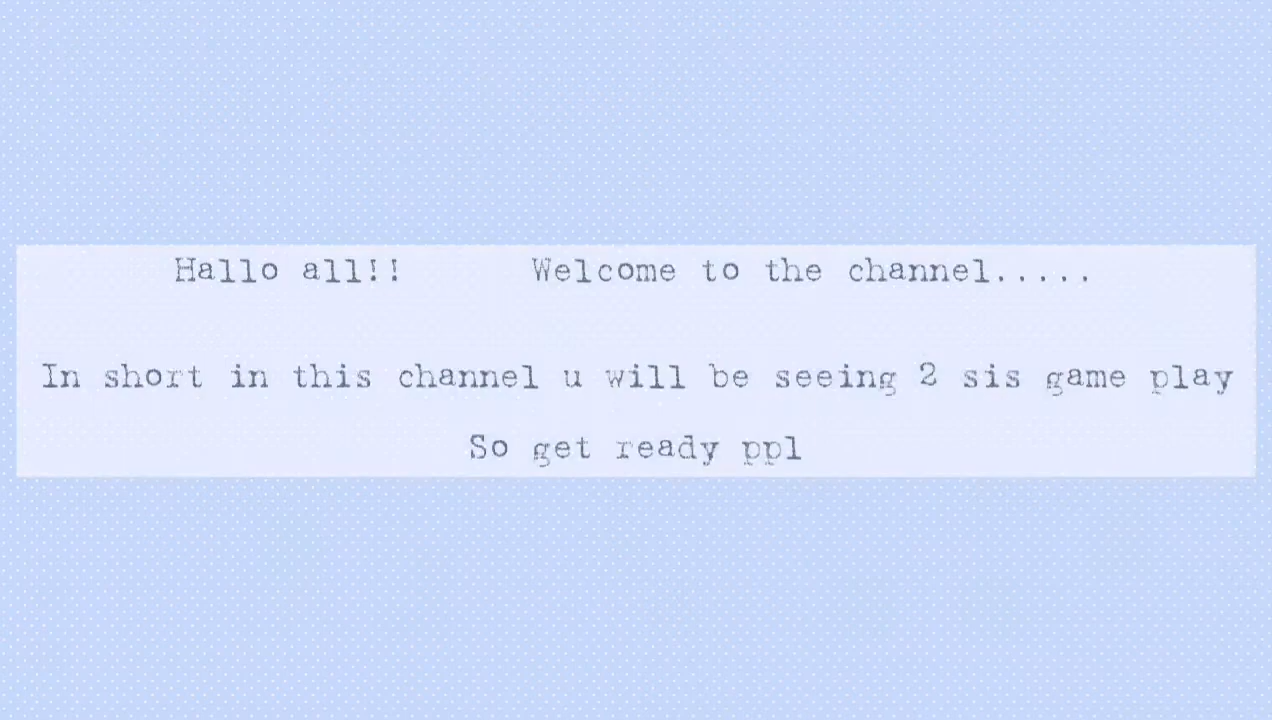 Hallo all!! Welcome to the channel.....
In short in this channel u will be seeing 2 sis game play
So get ready ppl